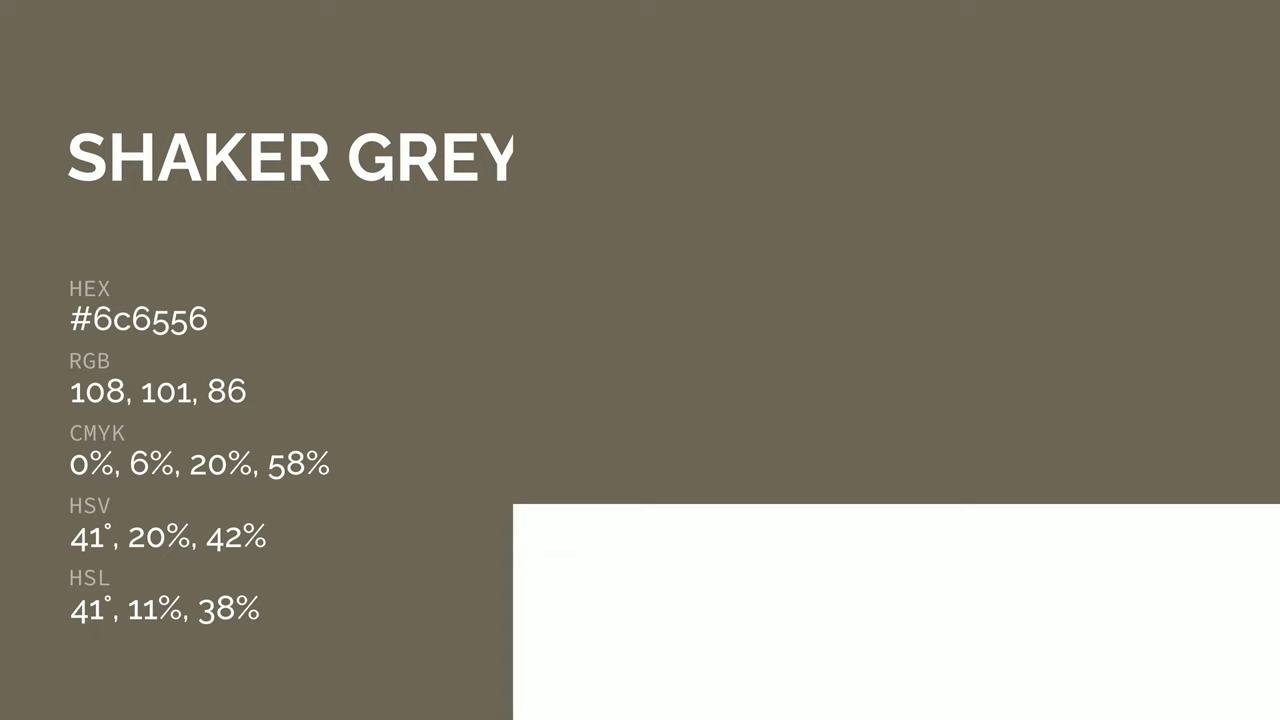 SHAKER GREY
HEX
#6c6556
RGB
108, 101, 86
CMYK
0%, 6%, 20%, 58%
HSV
41°, 20%, 42%
HSL
41°, 11%, 38%